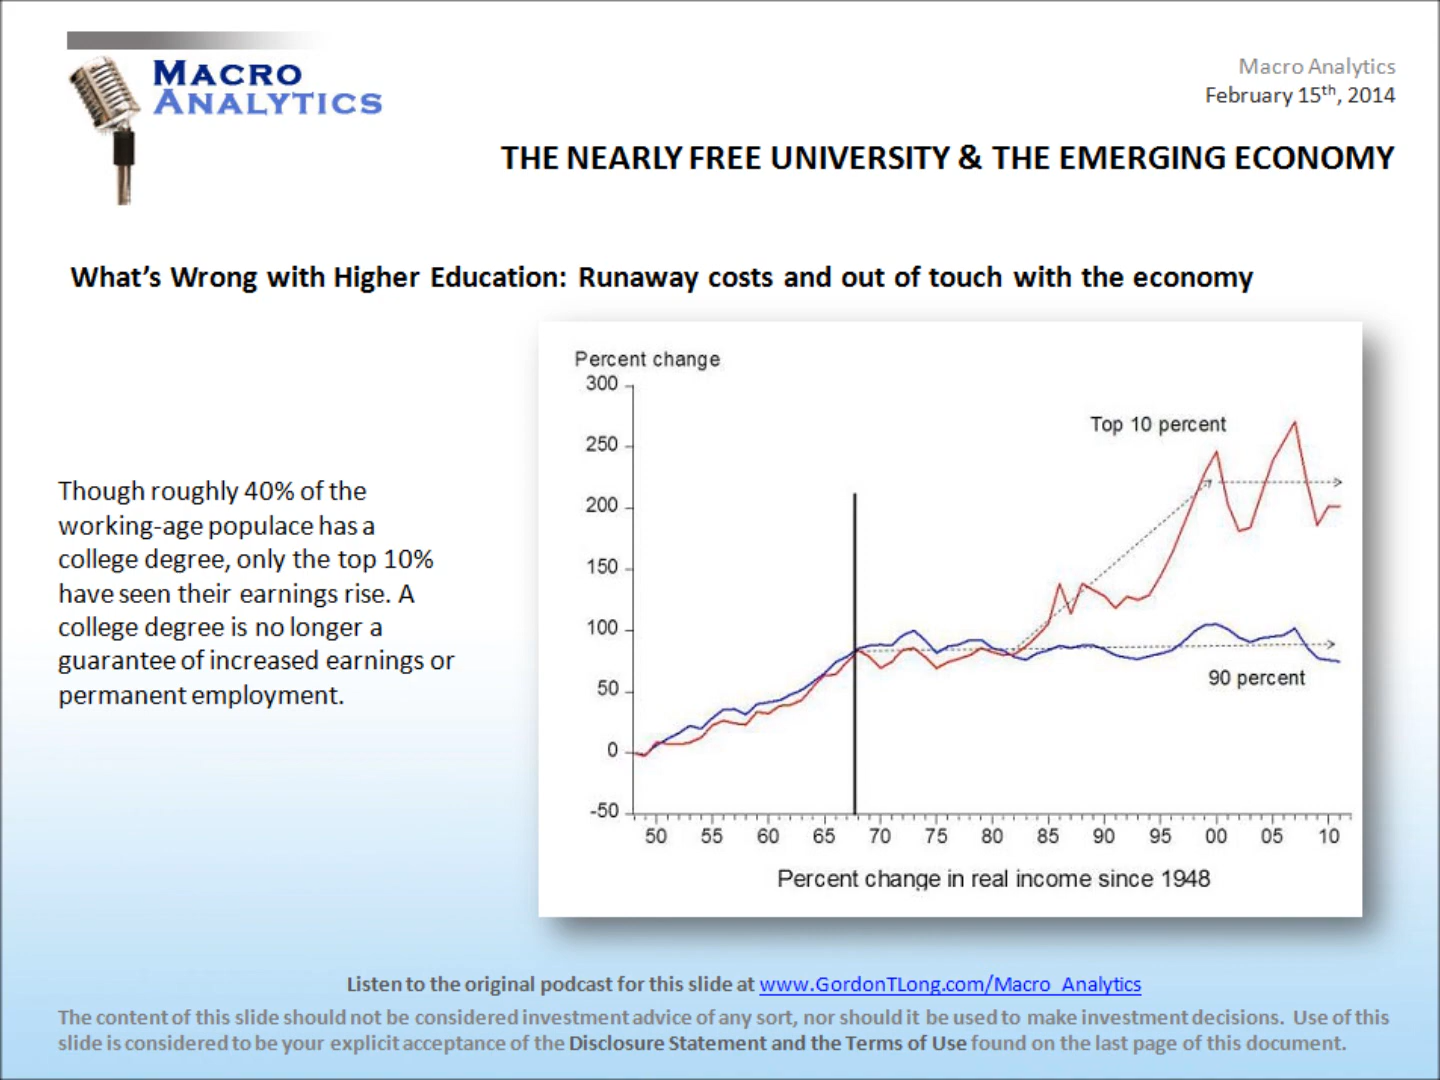 MACRO
ANALYTICS
Macro Analytics
February 15th, 2014
THE NEARLY FREE UNIVERSITY & THE EMERGING ECONOMY
What's Wrong with Higher Education: Runaway costs and out of touch with the economy
Though roughly 40% of the
working-age populace has a
college degree, only the top 10%
have seen their earnings rise. A
college degree is no longer a
guarantee of increased earnings or
permanent employment.
Percent change
300
250
200
150
100
50
0
-50
Top 10 percent
90 percent
50 55 60 65 70 75 80 85 90 95 00 05 10
Percent change in real income since 1948
Listen to the original podcast for this slide at www.GordonTLong.com/Macro_Analytics
The content of this slide should not be considered investment advice of any sort, nor should it be used to make investment decisions. Use of this
slide is considered to be your explicit acceptance of the Disclosure Statement and the Terms of Use found on the last page of this document.